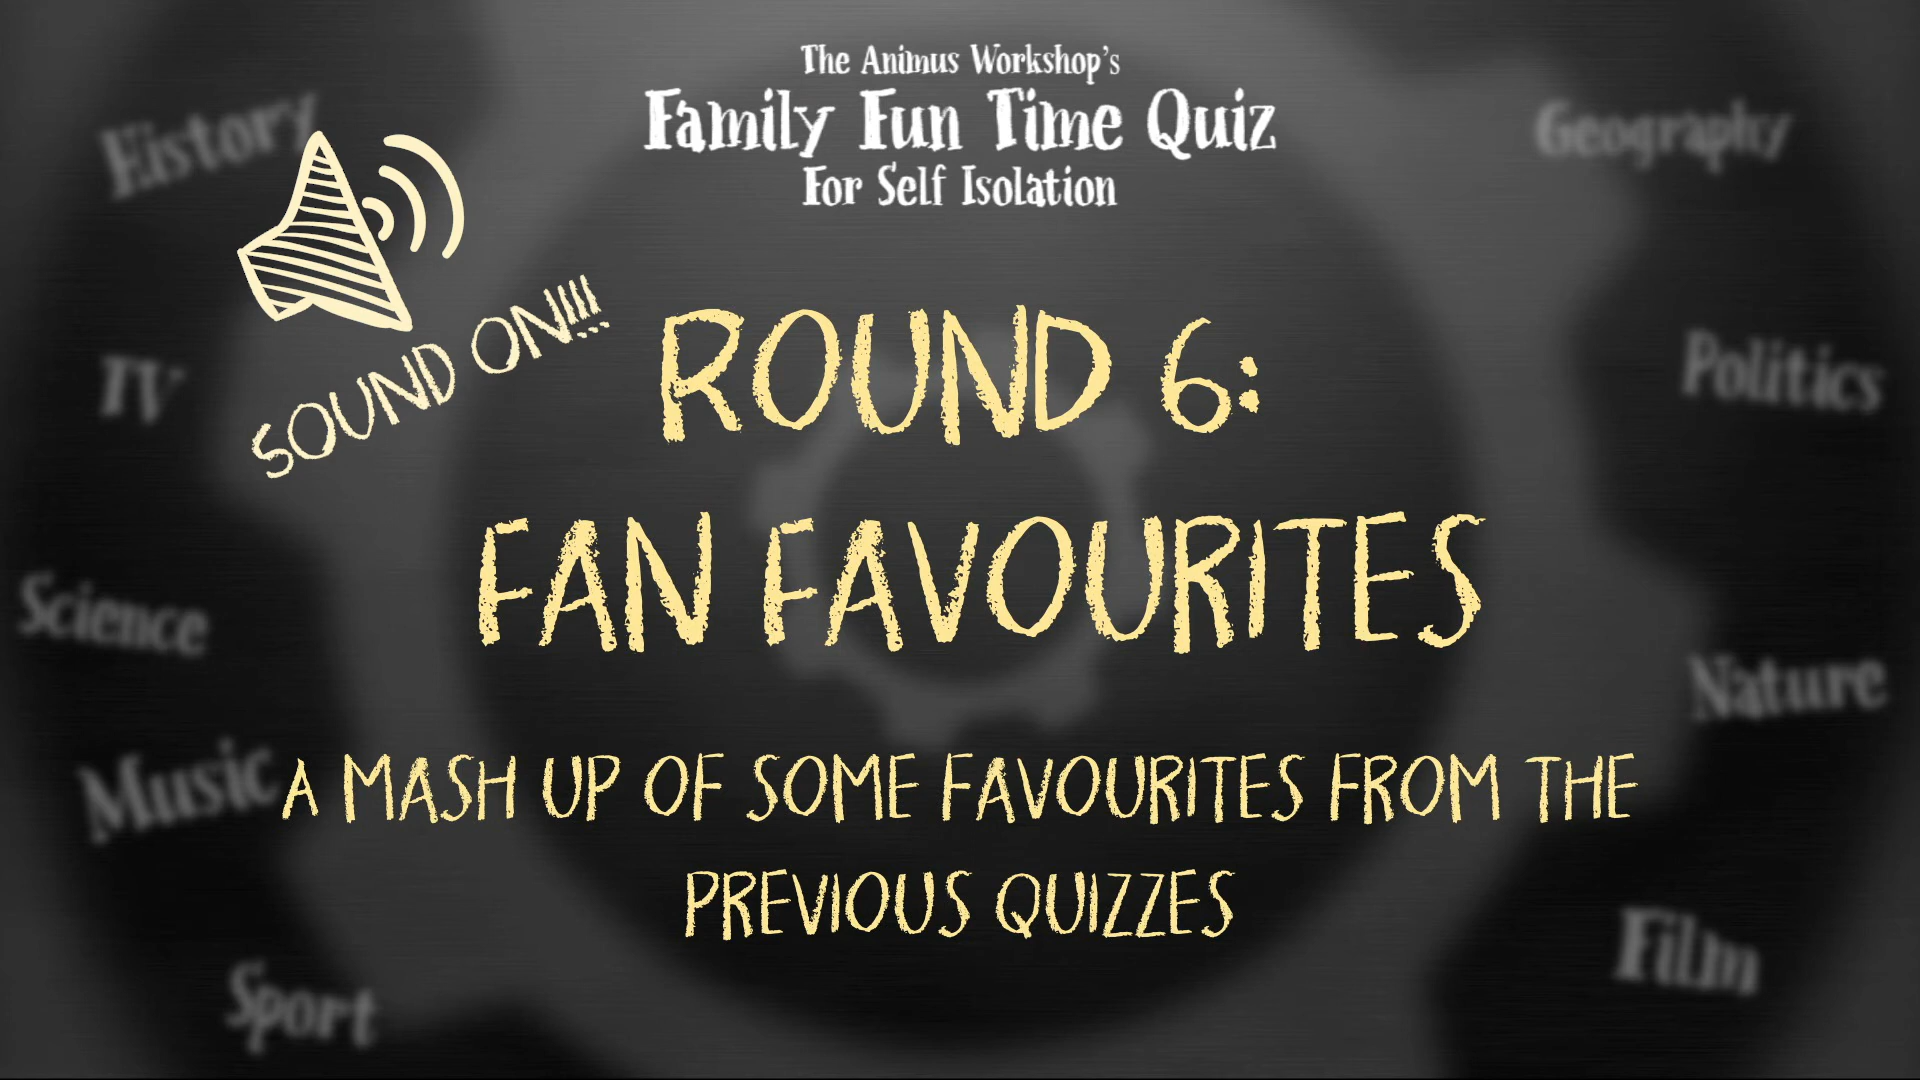 The Animus Workshop's
Family Fun Time Quiz
For Self Isolation
History
Geography
SOUND ON!!!
ROUND 6:
TV
Politics
FAN FAVOURITES
Science
Nature
Music
A MASH UP OF SOME FAVOURITES FROM THE
PREVIOUS QUIZZES
Film
Sport